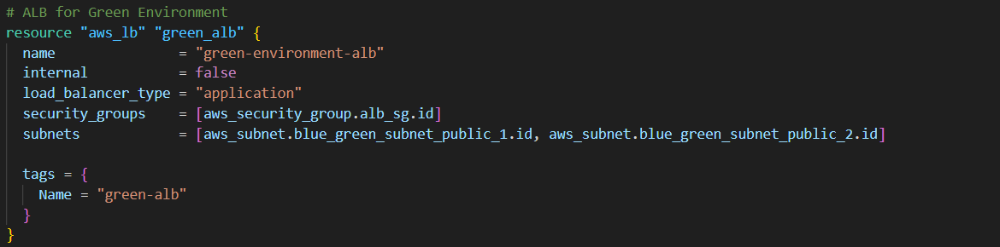 # ALB for Green Environment
resource "aws_lb" "green_alb" {
  name               = "green-environment-alb"
  internal           = false
  load_balancer_type = "application"
  security_groups    = [aws_security_group.alb_sg.id]
  subnets            = [aws_subnet.blue_green_subnet_public_1.id, aws_subnet.blue_green_subnet_public_2.id]

  tags = {
    Name = "green-alb"
  }
}